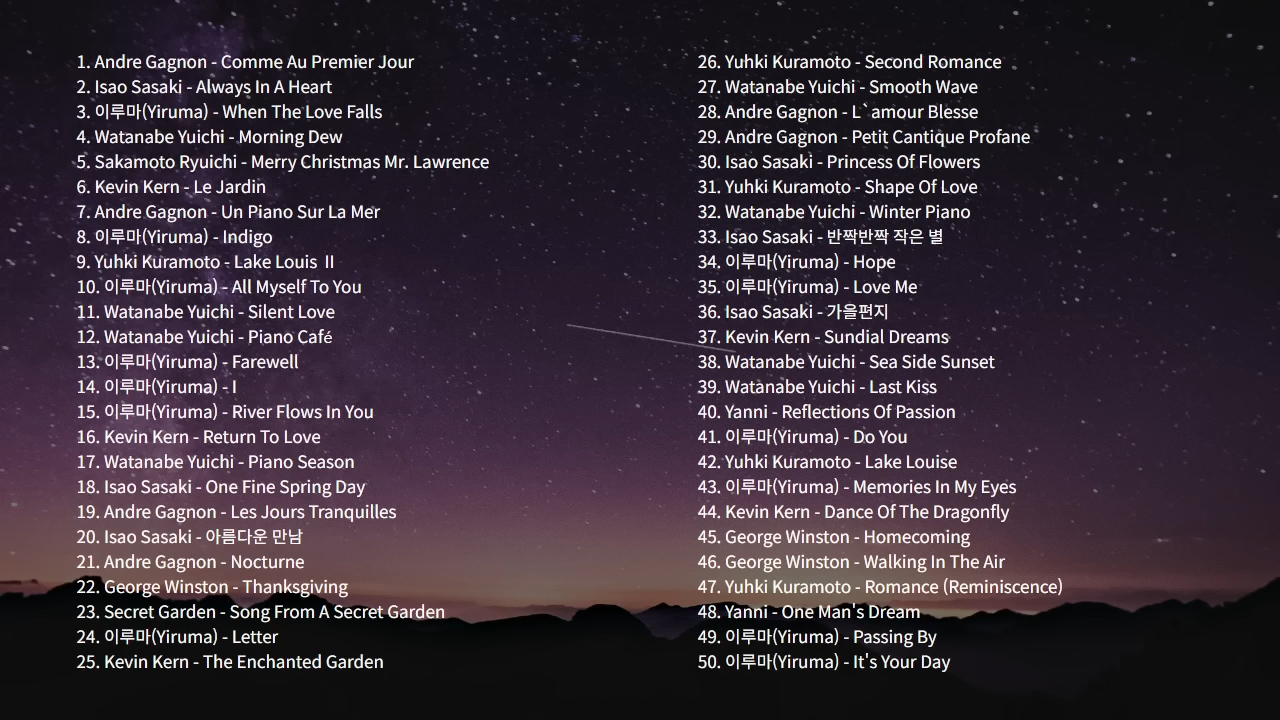 1. Andre Gagnon - Comme Au Premier Jour
2. Isao Sasaki - Always In A Heart
3. 이루마(Yiruma) - When The Love Falls
4. Watanabe Yuichi - Morning Dew
5. Sakamoto Ryuichi - Merry Christmas Mr. Lawrence
6. Kevin Kern - Le Jardin
7. Andre Gagnon - Un Piano Sur La Mer
8. 이루마(Yiruma) - Indigo
9. Yuhki Kuramoto - Lake Louis Ⅱ
10. 이루마(Yiruma) - All Myself To You
11. Watanabe Yuichi - Silent Love
12. Watanabe Yuichi - Piano Café
13. 이루마(Yiruma) - Farewell
14. 이루마(Yiruma) - I
15. 이루마(Yiruma) - River Flows In You
16. Kevin Kern - Return To Love
17. Watanabe Yuichi - Piano Season
18. Isao Sasaki - One Fine Spring Day
19. Andre Gagnon - Les Jours Tranquilles
20. Isao Sasaki - 아름다운 만남
21. Andre Gagnon - Nocturne
22. George Winston - Thanksgiving
23. Secret Garden - Song From A Secret Garden
24. 이루마(Yiruma) - Letter
25. Kevin Kern - The Enchanted Garden
26. Yuhki Kuramoto - Second Romance
27. Watanabe Yuichi - Smooth Wave
28. Andre Gagnon - L`amour Blesse
29. Andre Gagnon - Petit Cantique Profane
30. Isao Sasaki - Princess Of Flowers
31. Yuhki Kuramoto - Shape Of Love
32. Watanabe Yuichi - Winter Piano
33. Isao Sasaki - 반짝반짝 작은 별
34. 이루마(Yiruma) - Hope
35. 이루마(Yiruma) - Love Me
36. Isao Sasaki - 가을편지
37. Kevin Kern - Sundial Dreams
38. Watanabe Yuichi - Sea Side Sunset
39. Watanabe Yuichi - Last Kiss
40. Yanni - Reflections Of Passion
41. 이루마(Yiruma) - Do You
42. Yuhki Kuramoto - Lake Louise
43. 이루마(Yiruma) - Memories In My Eyes
44. Kevin Kern - Dance Of The Dragonfly
45. George Winston - Homecoming
46. George Winston - Walking In The Air
47. Yuhki Kuramoto - Romance (Reminiscence)
48. Yanni - One Man's Dream
49. 이루마(Yiruma) - Passing By
50. 이루마(Yiruma) - It's Your Day